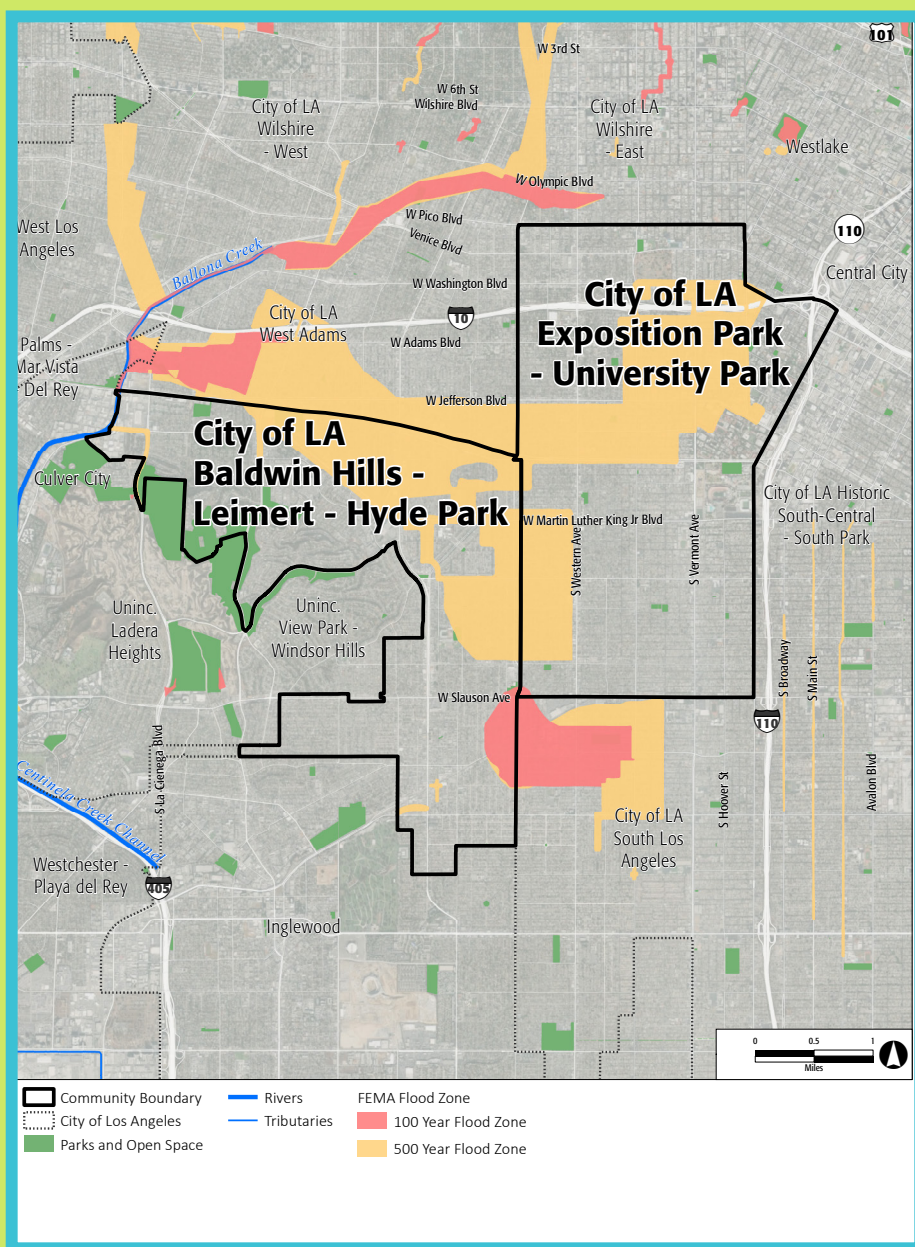 101
W 3rd St
W 6th St
Wilshire Blvd
City of LA
Wilshire
- West
City of LA
Wilshire
- East
Westlake
W Olympic Blvd
W Pico Blvd
Venice Blvd
West Los
Angeles
Ballona Creek
110
Central City
W Washington Blvd
City of LA
West Adams
10
W Adams Blvd
City of LA
Exposition Park
- University Park
Palms -
Mar Vista
Del Rey
W Jefferson Blvd
City of LA
Baldwin Hills -
Leimert - Hyde Park
Culver City
W Martin Luther King Jr Blvd
S Western Ave
S Vermont Ave
City of LA Historic
South-Central
- South Park
Uninc.
Ladera
Heights
Uninc.
View Park -
Windsor Hills
S Broadway
S Main St
W Slauson Ave
110
S La Cienega Blvd
Avalon Blvd
S Hoover St
Centinela Creek Channel
City of LA
South Los
Angeles
Westchester -
Playa del Rey
405
Inglewood
0 0.5 1
Miles
Community Boundary
City of Los Angeles
Parks and Open Space
Rivers
Tributaries
FEMA Flood Zone
100 Year Flood Zone
500 Year Flood Zone